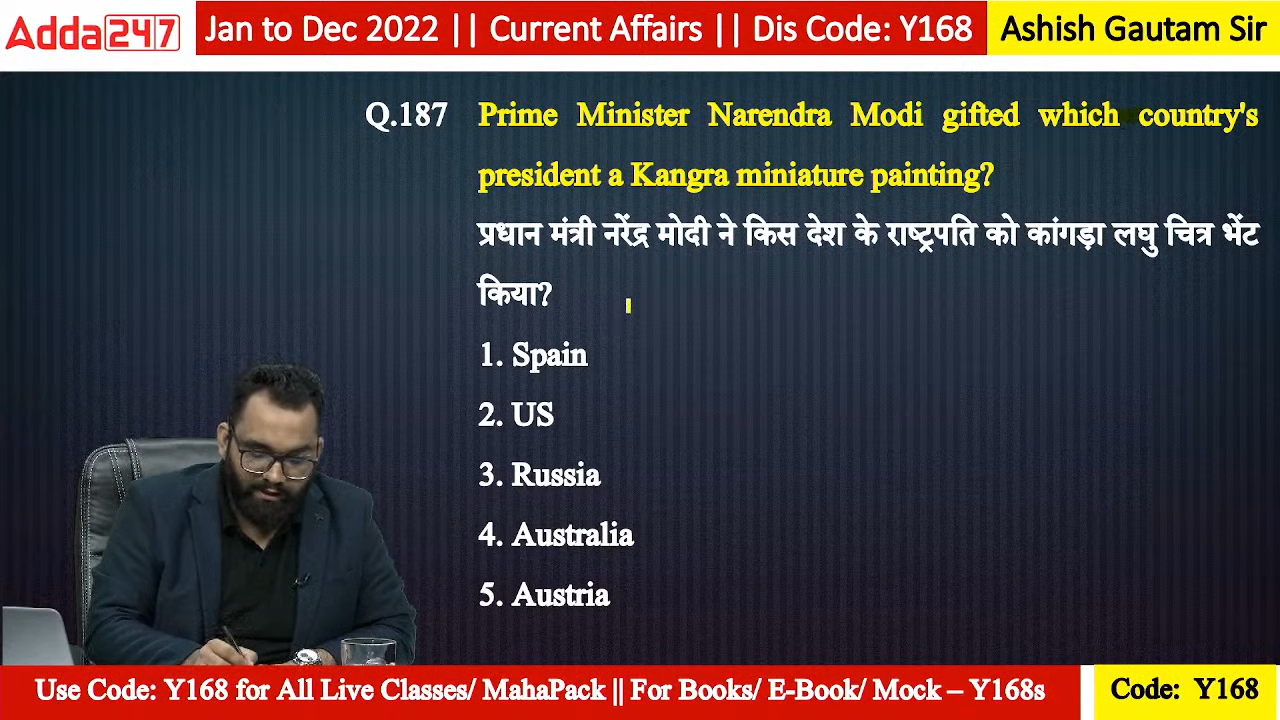 Adda247 Jan to Dec 2022 || Current Affairs || Dis Code: Y168 Ashish Gautam Sir
Q.187 Prime Minister Narendra Modi gifted which country's
president a Kangra miniature painting?
प्रधान मंत्री नरेंद्र मोदी ने किस देश के राष्ट्रपति को कांगड़ा लघु चित्र भेंट
किया?
1. Spain
2. US
3. Russia
4. Australia
5. Austria
Use Code: Y168 for All Live Classes/ MahaPack || For Books/ E-Book/ Mock – Y168s Code: Y168